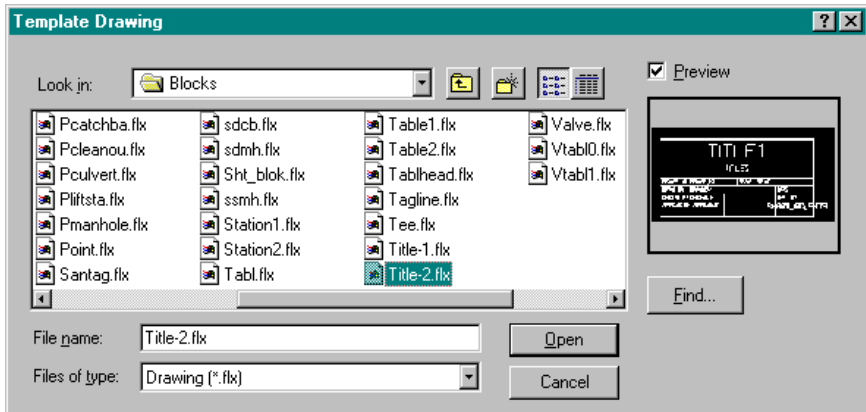 Template Drawing
Look in: Blocks
Preview
Pcatchba.flx sdcb.flx Table1.flx Valve.flx
Pcleanou.flx sdmh.flx Table2.flx Vtabl0.flx
Pculvert.flx Sht_blok.flx Tablhead.flx Vtabl1.flx
Pliftsta.flx ssmh.flx Tagline.flx
Pmanhole.flx Station1.flx Tee.flx
Point.flx Station2.flx Title-1.flx
Santag.flx Tabl.flx Title-2.flx
TITLE1
Find...
File name: Title-2.flx Open
Files of type: Drawing (*.flx) Cancel